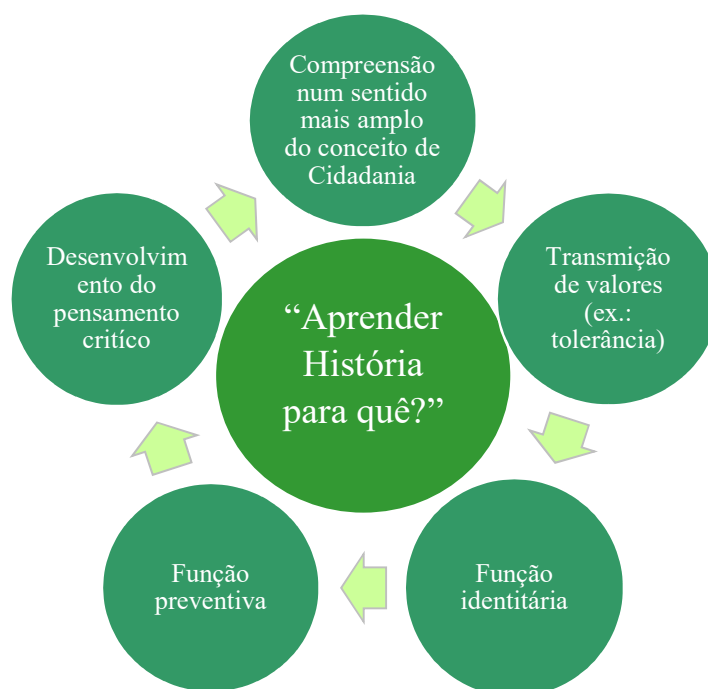 Compreensão
num sentido
mais amplo
do conceito de
Cidadania
Transmição
de valores
(ex.:
tolerância)
Função
identitária
Função
preventiva
Desenvolvim
ento do
pensamento
critíco
“Aprender
História
para quê?”